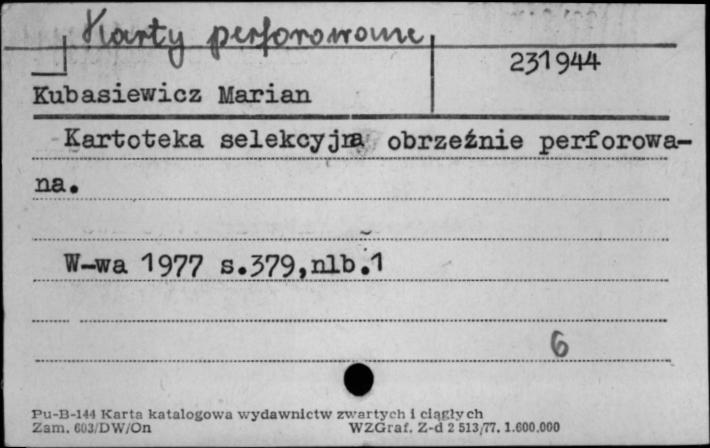 Karty perforowane
231944
Kubasiewicz Marian
Kartoteka selekcyjna obrzeźnie perforowa-
na.
W-wa 1977 s.379,nlb.1
6
Pu-B-144 Karta katalogowa wydawnictw zwartych i ciągłych
Zam. 603/DW/On WZGraf. Z-d 2 513/77. 1.600.000